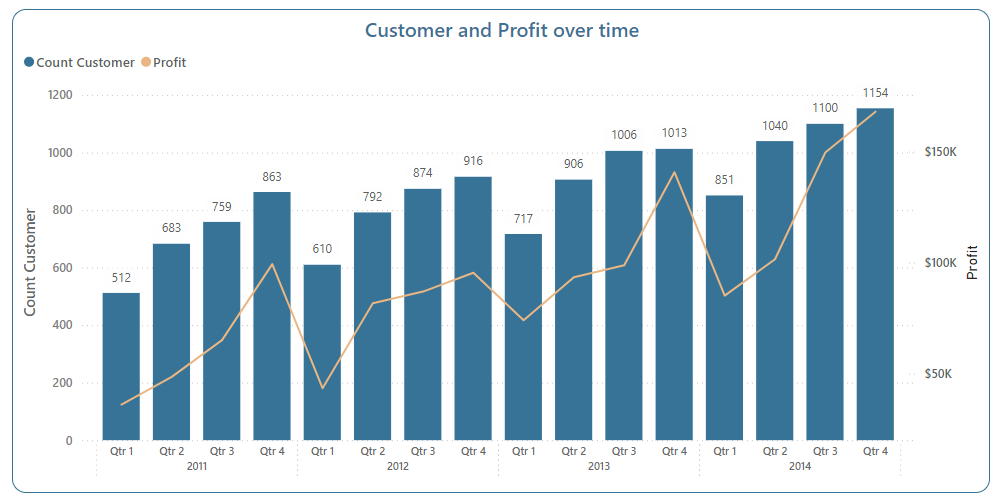 Customer and Profit over time
Count Customer Profit
1200
1000
800
600
400
200
0
Count Customer
512
683
759
863
610
792
874
916
717
906
1006
1013
851
1040
1100
1154
$150K
$100K
$50K
Profit
Qtr 1 Qtr 2 Qtr 3 Qtr 4 Qtr 1 Qtr 2 Qtr 3 Qtr 4 Qtr 1 Qtr 2 Qtr 3 Qtr 4 Qtr 1 Qtr 2 Qtr 3 Qtr 4
2011 2012 2013 2014